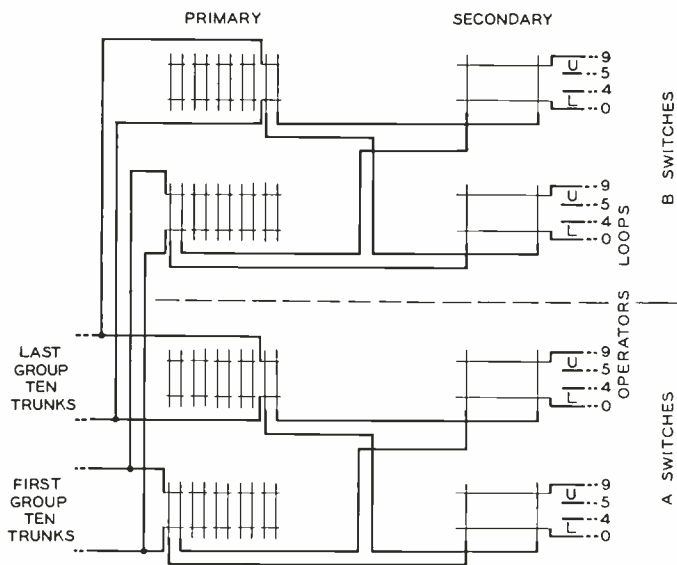 PRIMARY
SECONDARY
9
U
5
4
L
0
9
U
5
4
L
0
B SWITCHES
OPERATORS LOOPS
LAST
GROUP
TEN
TRUNKS
9
U
5
4
L
0
FIRST
GROUP
TEN
TRUNKS
9
U
5
4
L
0
A SWITCHES